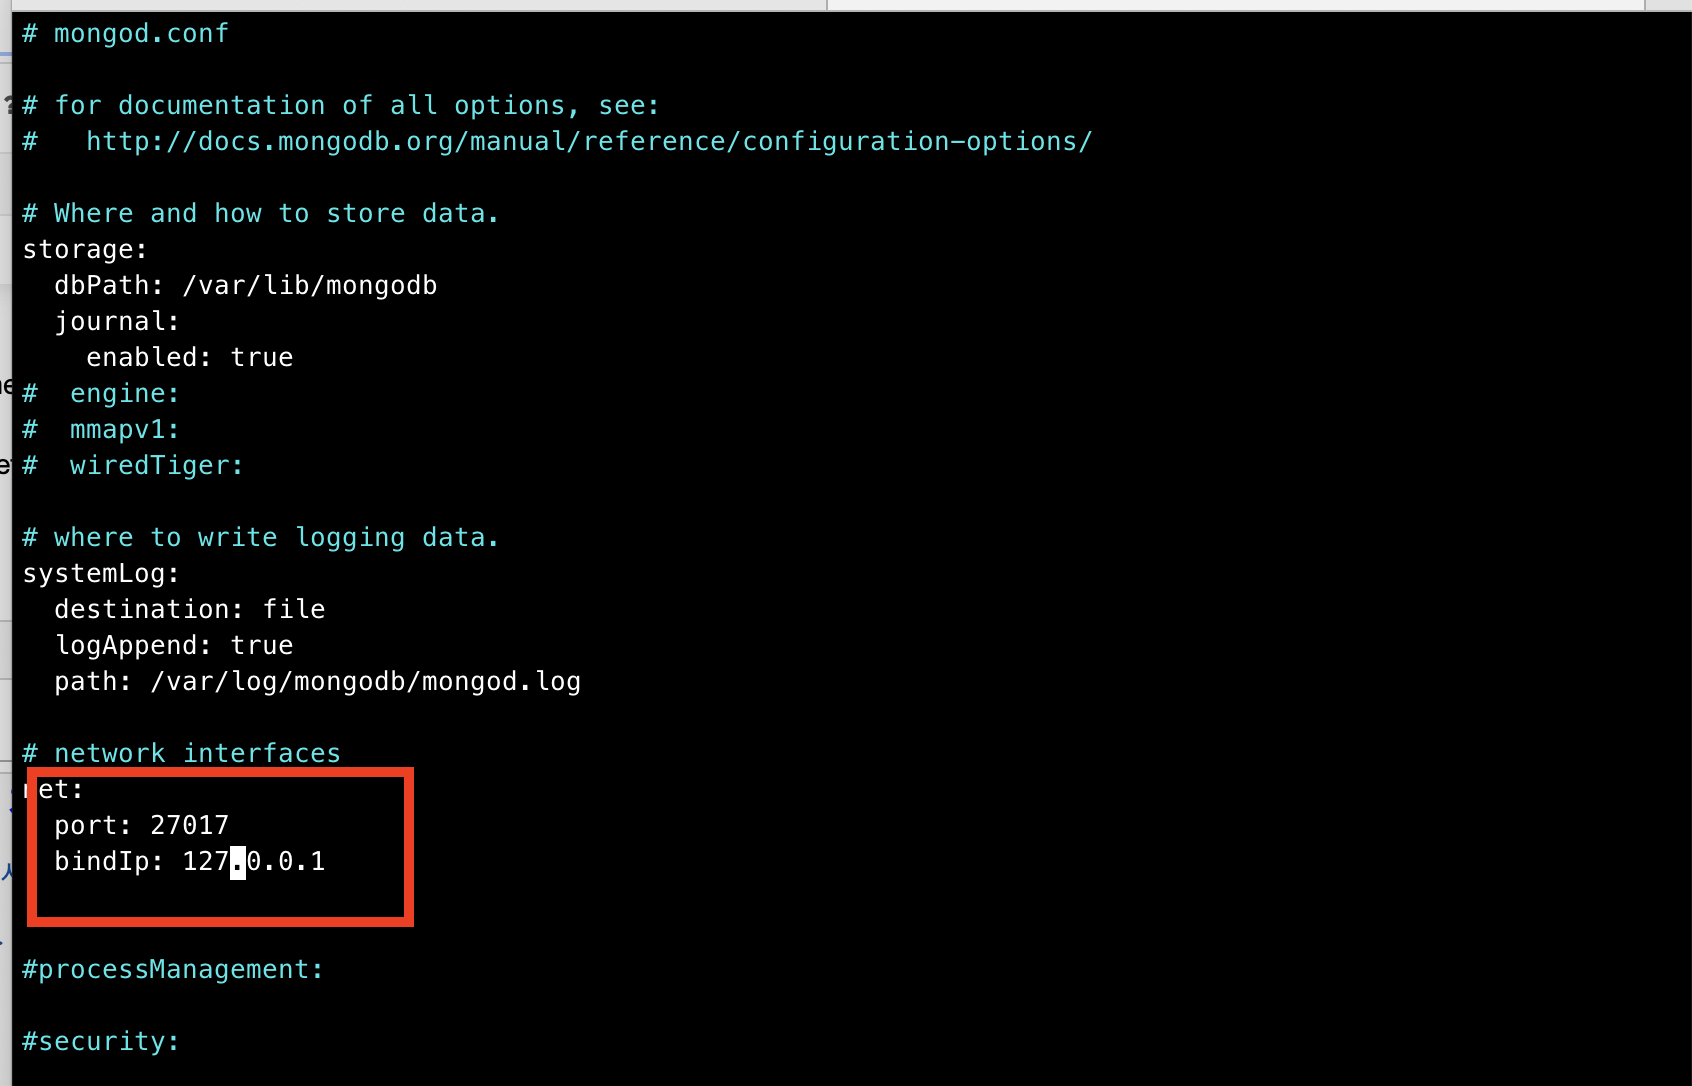 # mongod.conf
# for documentation of all options, see:
#   http://docs.mongodb.org/manual/reference/configuration-options/
# Where and how to store data.
storage:
  dbPath: /var/lib/mongodb
  journal:
    enabled: true
#  engine:
#  mmapv1:
#  wiredTiger:
# where to write logging data.
systemLog:
  destination: file
  logAppend: true
  path: /var/log/mongodb/mongod.log
# network interfaces
net:
  port: 27017
  bindIp: 127.0.0.1
#processManagement:
#security: